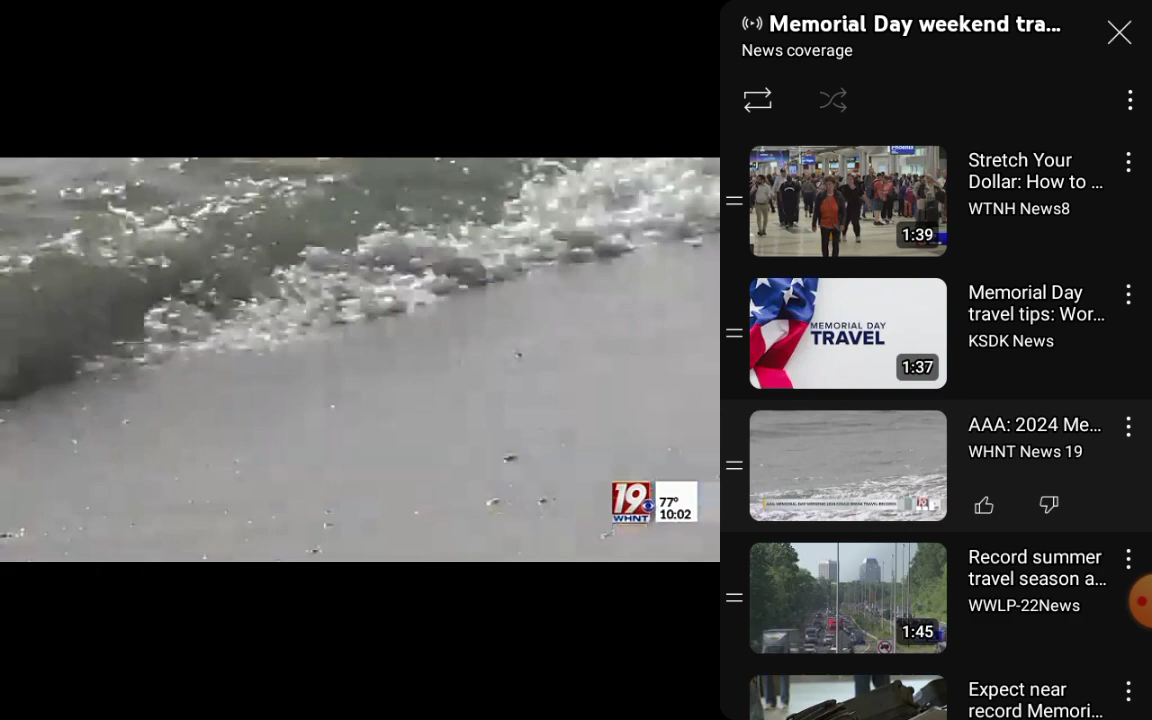 Memorial Day weekend tra...
News coverage
Stretch Your
Dollar: How to ...
WTNH News8
1:39
MEMORIAL DAY
TRAVEL
1:37
Memorial Day
travel tips: Wor...
KSDK News
AAA: 2024 Me...
WHNT News 19
19
WHNT
77°
10:02
Record summer
travel season a...
WWLP-22News
1:45
Expect near
record Memori...